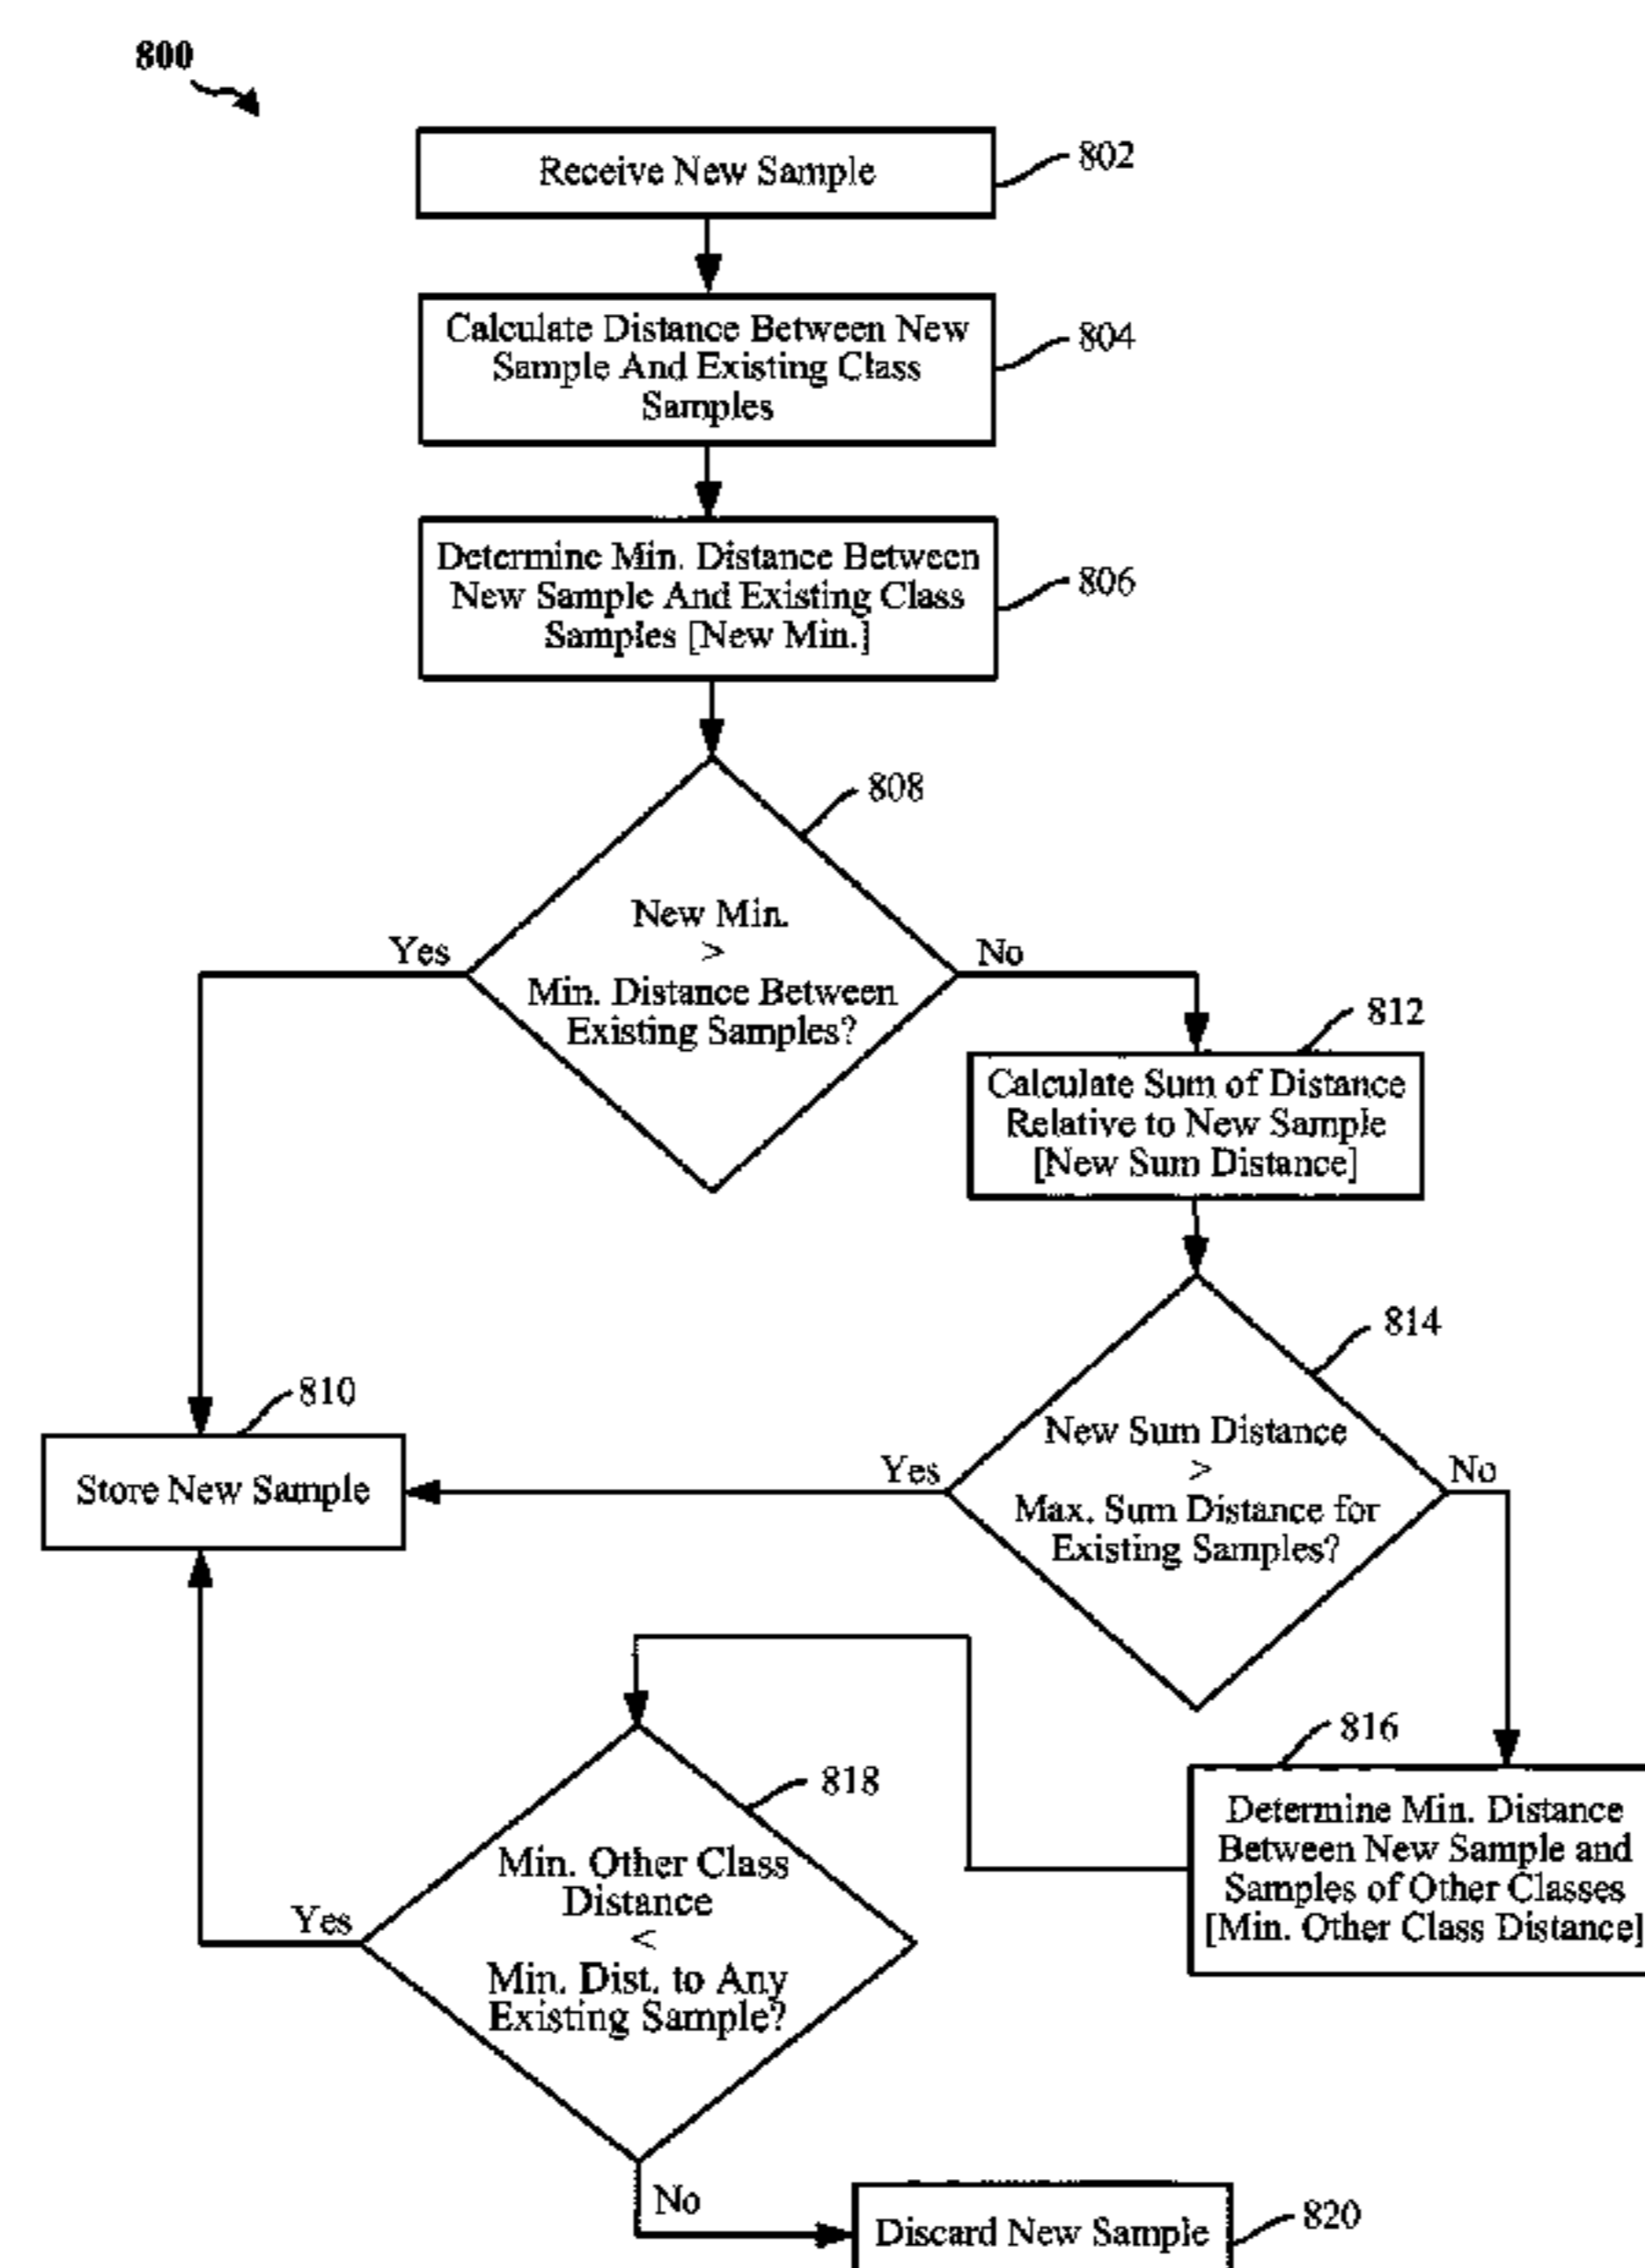 800
Receive New Sample
802
Calculate Distance Between New
Sample And Existing Class
Samples
804
Determine Min. Distance Between
New Sample And Existing Class
Samples [New Min.]
806
808
New Min.
>
Min. Distance Between
Existing Samples?
Yes
No
812
Calculate Sum of Distance
Relative to New Sample
[New Sum Distance]
814
New Sum Distance
>
Max. Sum Distance for
Existing Samples?
Yes
No
810
Store New Sample
816
Determine Min. Distance
Between New Sample and
Samples of Other Classes
[Min. Other Class Distance]
818
Min. Other Class
Distance
<
Min. Dist. to Any
Existing Sample?
Yes
No
Discard New Sample
820